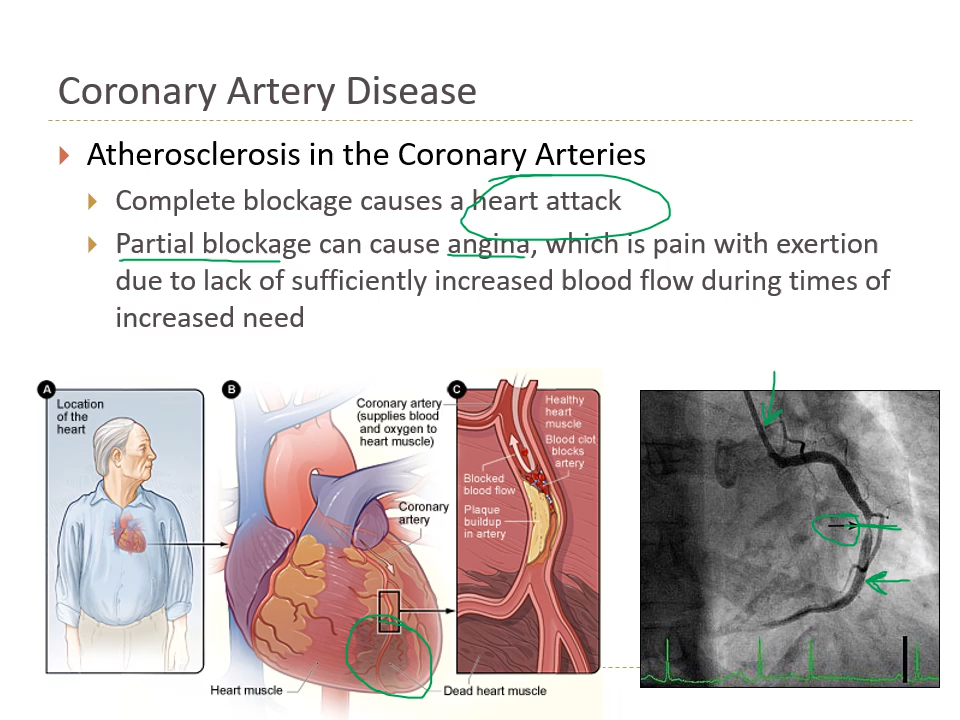 Coronary Artery Disease
Atherosclerosis in the Coronary Arteries
Complete blockage causes a heart attack
Partial blockage can cause angina, which is pain with exertion
due to lack of sufficiently increased blood flow during times of
increased need
A
Location
of the
heart
B
Coronary artery
(supplies blood
and oxygen to
heart muscle)
Coronary
artery
Heart muscle
C
Healthy
heart
muscle
Blood clot
blocks
artery
Blocked
blood flow
Plaque
buildup
in artery
Dead heart muscle